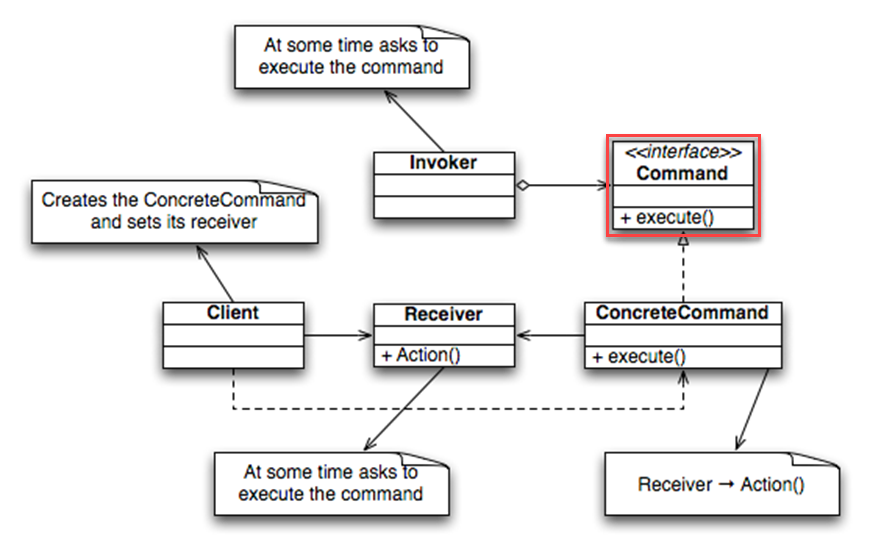 At some time asks to
execute the command
Invoker
<<interface>>
Command
+ execute()
Creates the ConcreteCommand
and sets its receiver
Client
Receiver
+ Action()
ConcreteCommand
+ execute()
At some time asks to
execute the command
Receiver → Action()